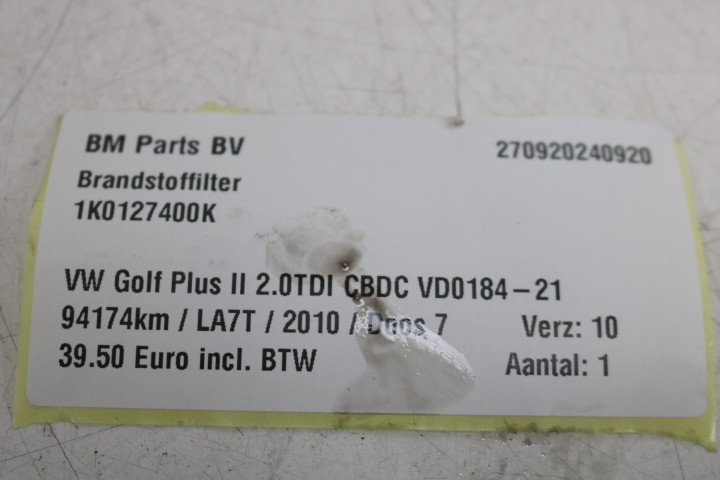 BM Parts BV 270920240920
Brandstoffilter
1K0127400K
VW Golf Plus II 2.0TDI CBDC VD0184-21
94174km / LA7T / 2010 / Doos 7 Verz: 10
39.50 Euro incl. BTW Aantal: 1